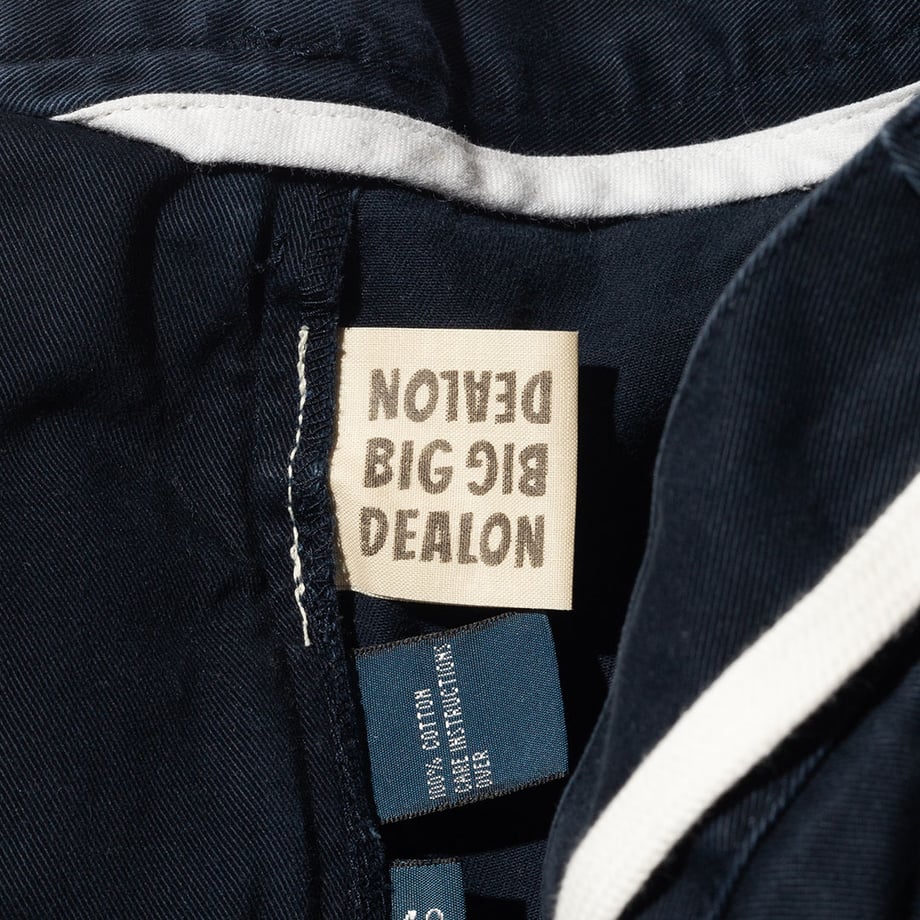 DEALON
BIG BIG
DEALON
100% COTTON
CARE INSTRUCTIONS
OVER